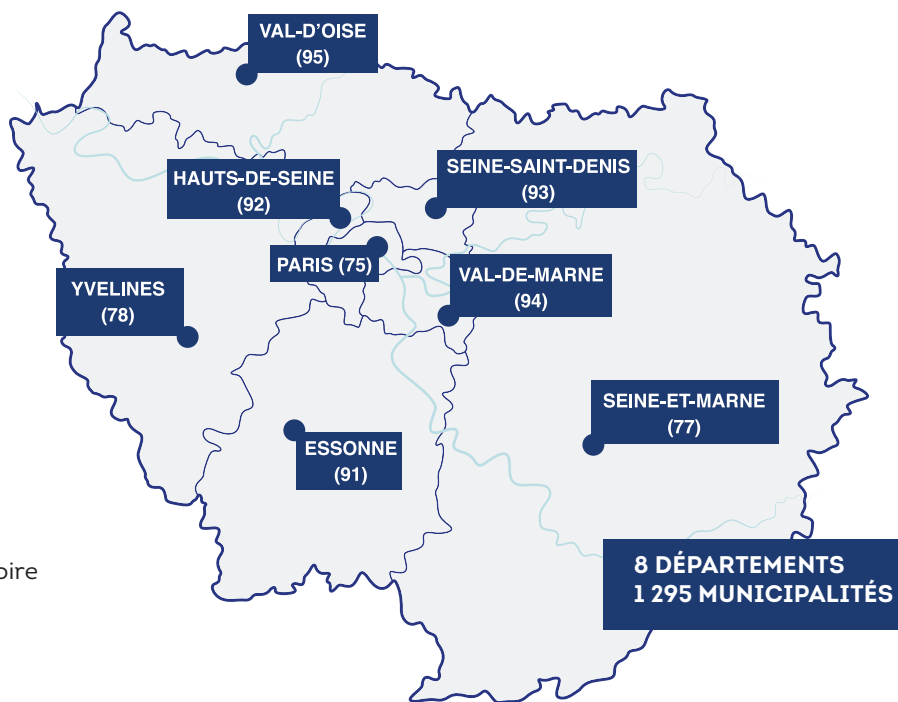 VAL-D'OISE
(95)
HAUTS-DE-SEINE
(92)
SEINE-SAINT-DENIS
(93)
PARIS (75)
VAL-DE-MARNE
(94)
YVELINES
(78)
SEINE-ET-MARNE
(77)
ESSONNE
(91)
oire
8 DÉPARTEMENTS
1 295 MUNICIPALITÉS